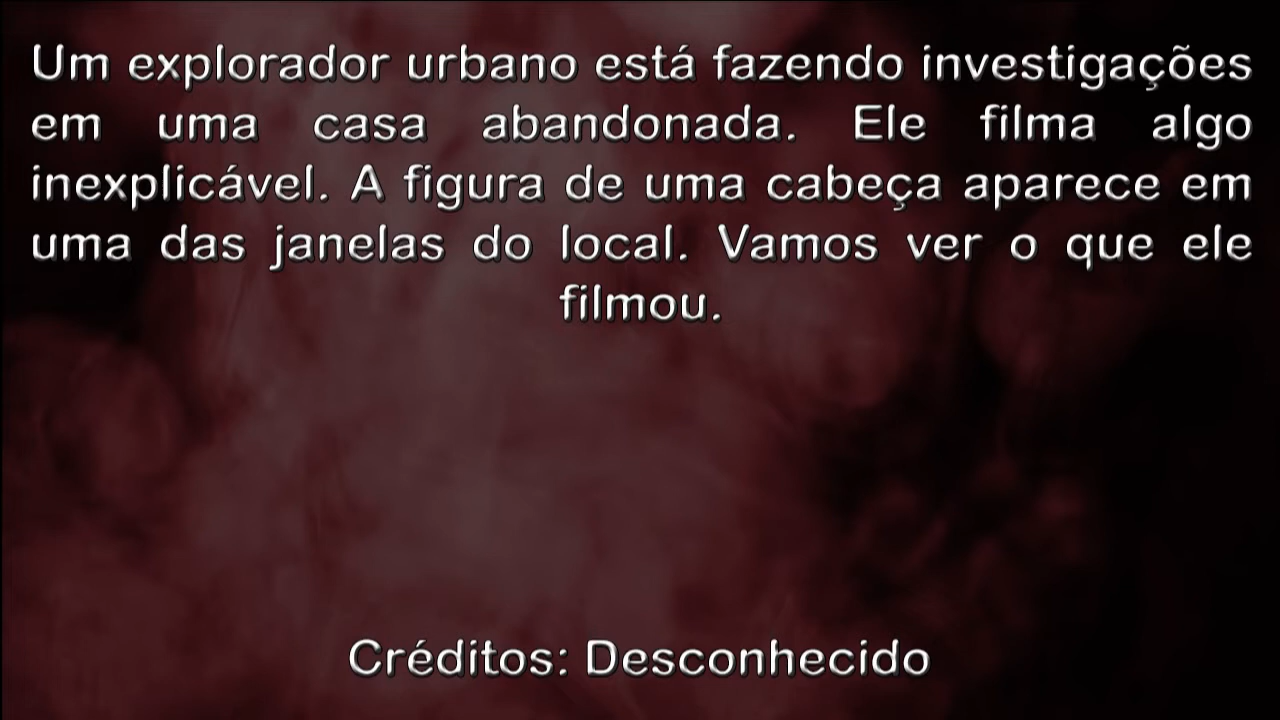 Um explorador urbano está fazendo investigações
em uma casa abandonada. Ele filma algo
inexplicável. A figura de uma cabeça aparece em
uma das janelas do local. Vamos ver o que ele
filmou.
Créditos: Desconhecido